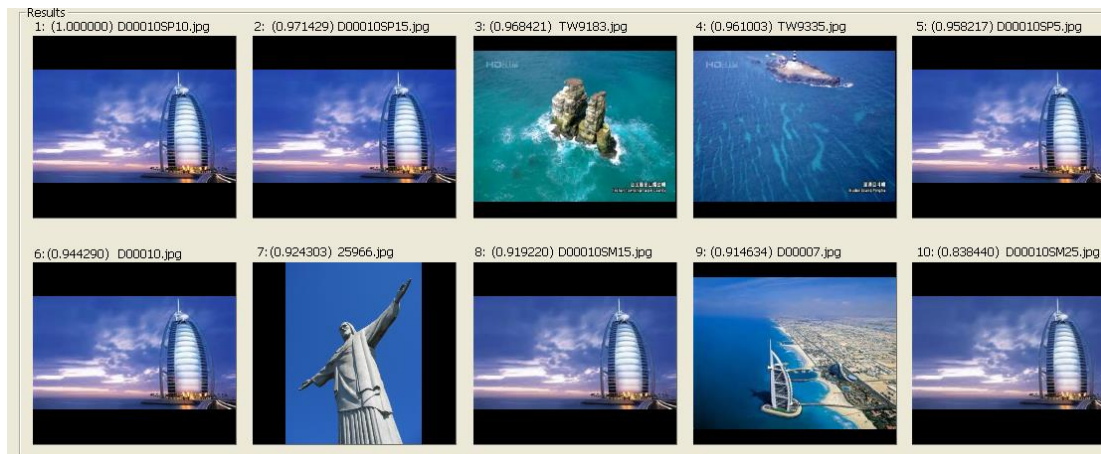 Results
1: (1.000000) D00010SP10.jpg
2: (0.971429) D00010SP15.jpg
3: (0.968421) TW9183.jpg
4: (0.961003) TW9335.jpg
5: (0.958217) D00010SP5.jpg
6: (0.944290) D00010.jpg
7: (0.924303) 25966.jpg
8: (0.919220) D00010SM15.jpg
9: (0.914634) D00007.jpg
10: (0.838440) D00010SM25.jpg